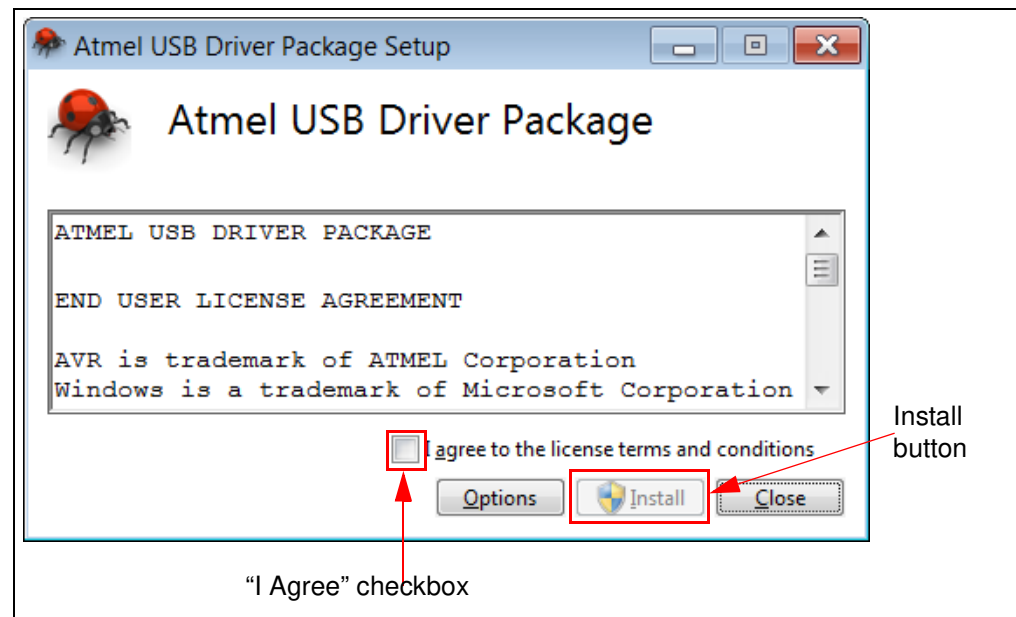 Atmel USB Driver Package Setup
Atmel USB Driver Package
ATMEL USB DRIVER PACKAGE
END USER LICENSE AGREEMENT
AVR is trademark of ATMEL Corporation
Windows is a trademark of Microsoft Corporation
I agree to the license terms and conditions
Options
Install
Close
Install
button
“I Agree” checkbox